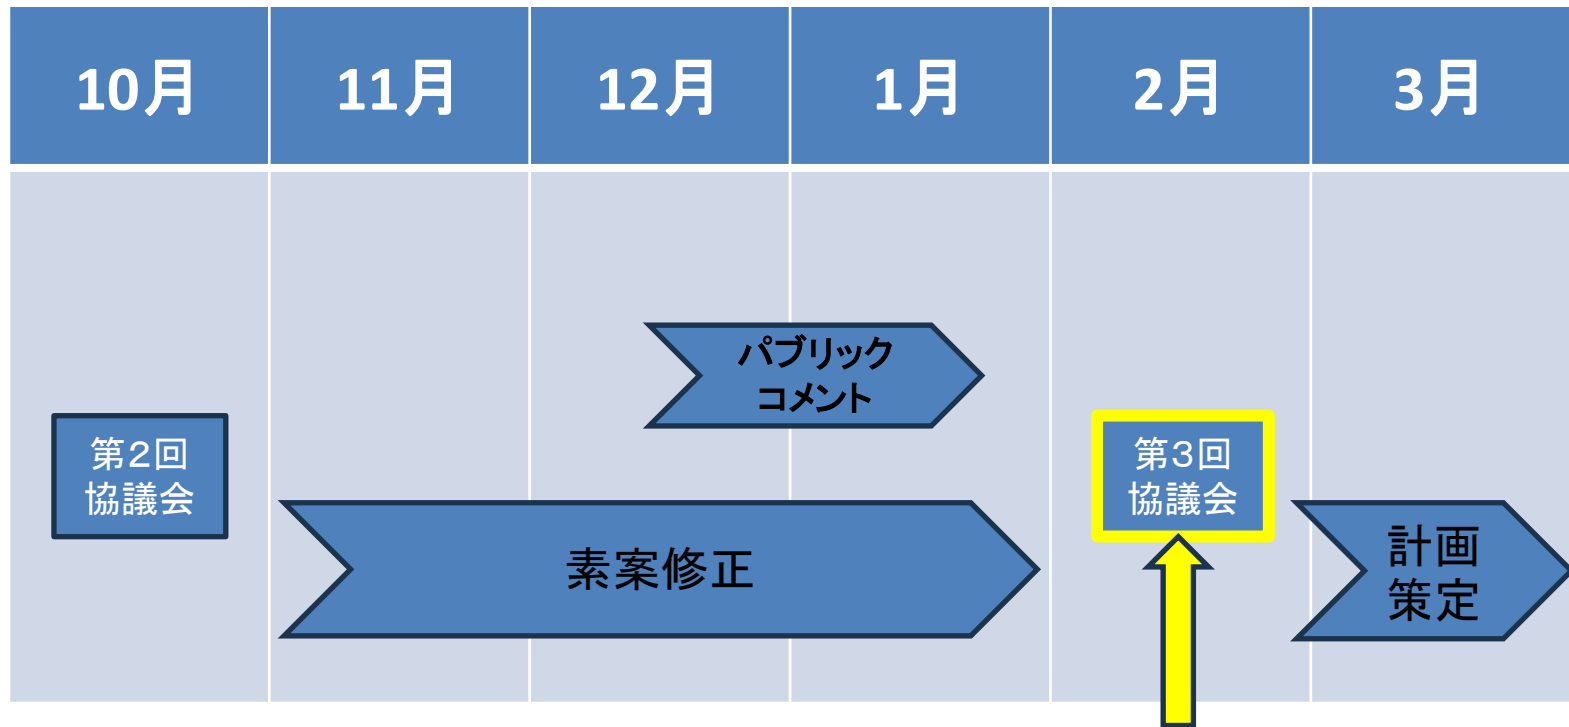 10月
11月
12月
1月
2月
3月
パブリック
コメント
第２回
協議会
第３回
協議会
素案修正
計画
策定